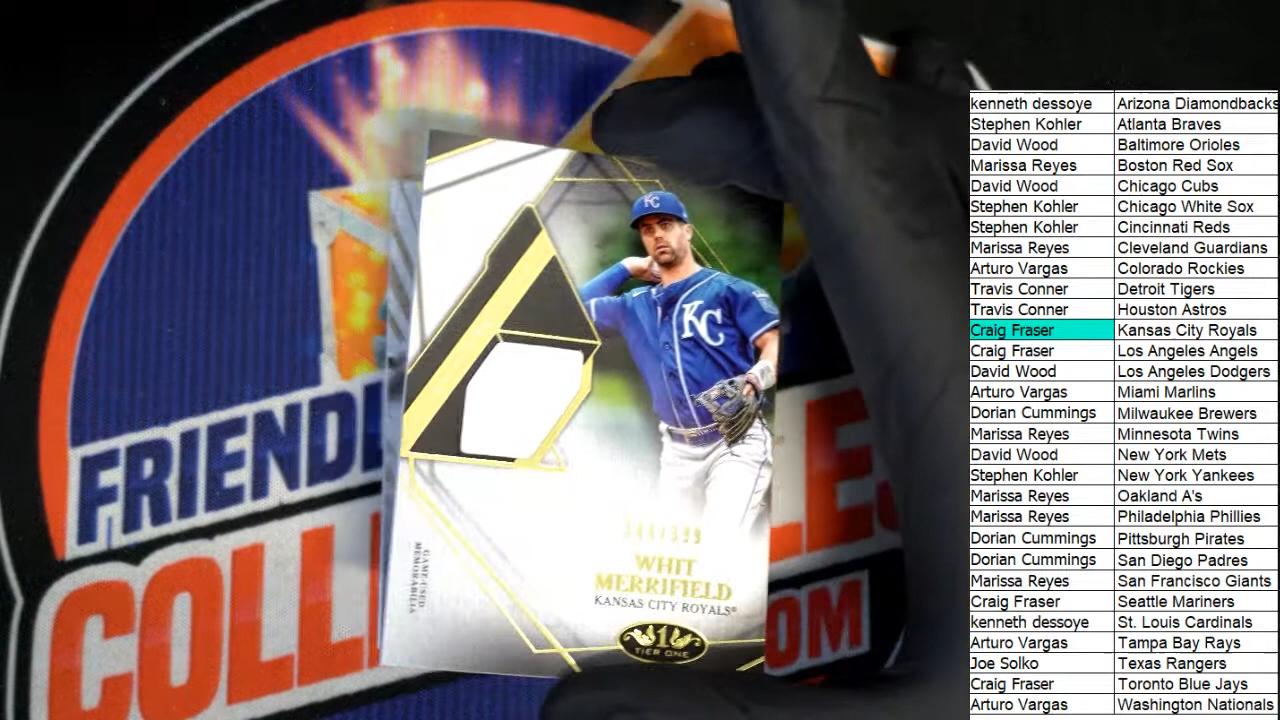 FRIENDL
COLLE
LE
OM
KC
KC
/399
WHIT
MERRIFIELD
KANSAS CITY ROYALS®
GAME-USED
MEMORABILIA
1
TIER ONE
kenneth dessoye Arizona Diamondbacks
Stephen Kohler Atlanta Braves
David Wood Baltimore Orioles
Marissa Reyes Boston Red Sox
David Wood Chicago Cubs
Stephen Kohler Chicago White Sox
Stephen Kohler Cincinnati Reds
Marissa Reyes Cleveland Guardians
Arturo Vargas Colorado Rockies
Travis Conner Detroit Tigers
Travis Conner Houston Astros
Craig Fraser Kansas City Royals
Craig Fraser Los Angeles Angels
David Wood Los Angeles Dodgers
Arturo Vargas Miami Marlins
Dorian Cummings Milwaukee Brewers
Marissa Reyes Minnesota Twins
David Wood New York Mets
Stephen Kohler New York Yankees
Marissa Reyes Oakland A's
Marissa Reyes Philadelphia Phillies
Dorian Cummings Pittsburgh Pirates
Dorian Cummings San Diego Padres
Marissa Reyes San Francisco Giants
Craig Fraser Seattle Mariners
kenneth dessoye St. Louis Cardinals
Arturo Vargas Tampa Bay Rays
Joe Solko Texas Rangers
Craig Fraser Toronto Blue Jays
Arturo Vargas Washington Nationals